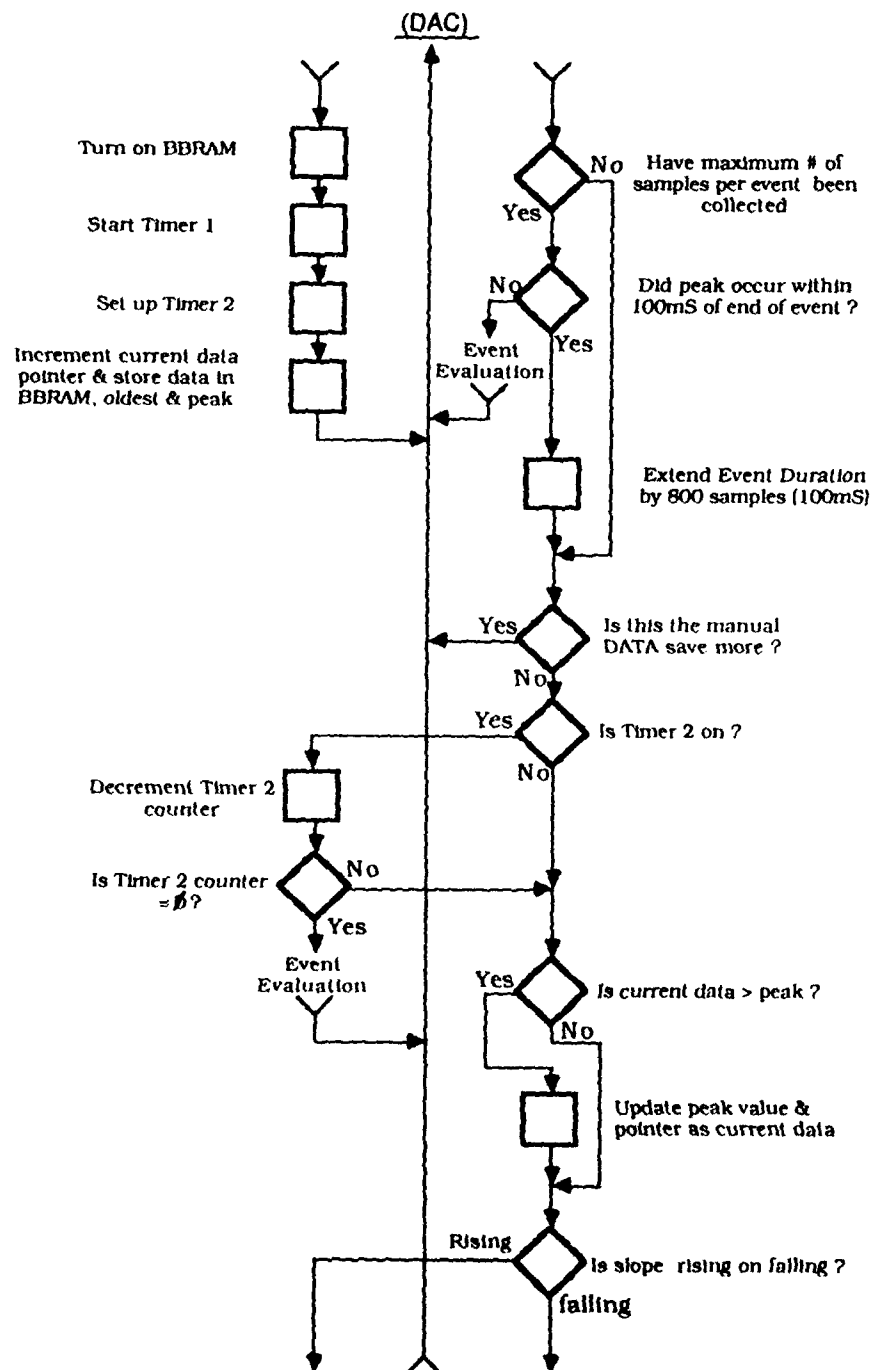 (DAC)
Turn on BBRAM
Start Timer 1
Set up Timer 2
Increment current data
pointer & store data in
BBRAM, oldest & peak
No
Have maximum # of
samples per event been
collected
Yes
No
Did peak occur within
100mS of end of event ?
Yes
Event
Evaluation
Extend Event Duration
by 800 samples (100mS)
Yes
Is this the manual
DATA save more ?
No
Yes
Is Timer 2 on ?
No
Decrement Timer 2
counter
Is Timer 2 counter
= 0 ?
No
Yes
Event
Evaluation
Yes
Is current data > peak ?
No
Update peak value &
pointer as current data
Rising
Is slope rising on falling ?
falling